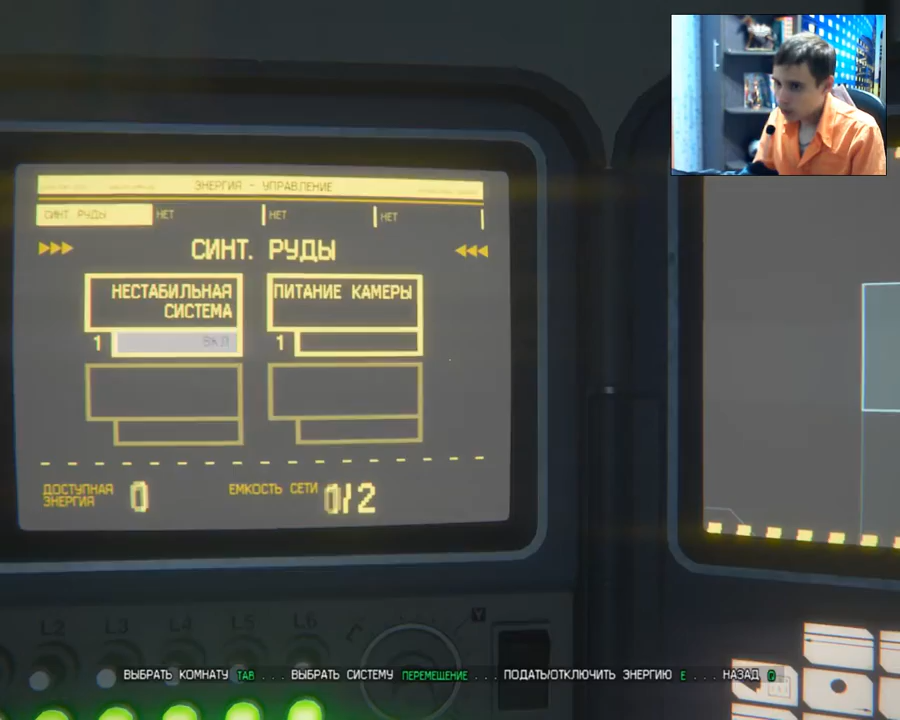 ЭНЕРГИЯ - УПРАВЛЕНИЕ
СИНТ. РУДЫ НЕТ НЕТ НЕТ
СИНТ. РУДЫ
НЕСТАБИЛЬНАЯ
СИСТЕМА
ПИТАНИЕ КАМЕРЫ
1 ВКЛ
1
ДОСТУПНАЯ
ЭНЕРГИЯ 0
ЕМКОСТЬ СЕТИ 0/2
L2 L3 L4 L5 L6
Y
ВЫБРАТЬ КОМНАТУ TAB ... ВЫБРАТЬ СИСТЕМУ ПЕРЕМЕЩЕНИЕ ... ПОДАТЬ/ОТКЛЮЧИТЬ ЭНЕРГИЮ E ... НАЗАД Q